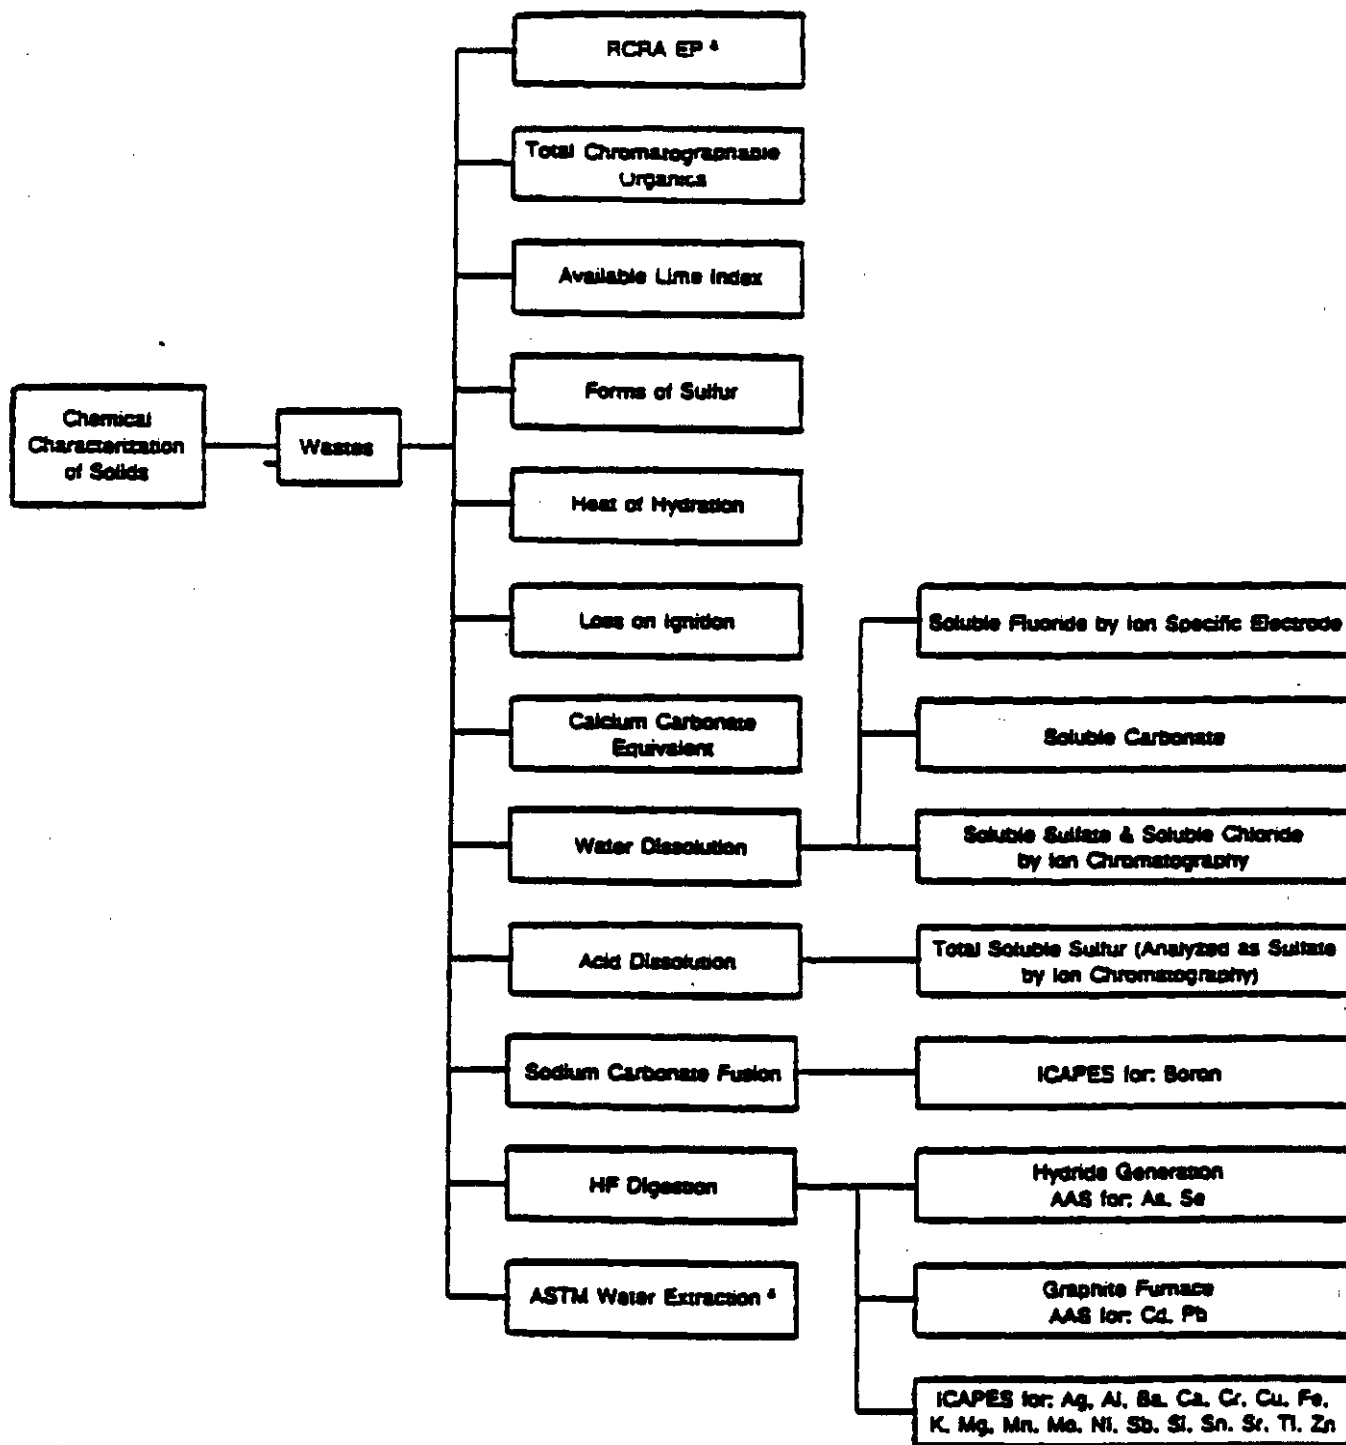 RCRA EP a
Total Chromatographable
Organics
Available Lime Index
Forms of Sulfur
Chemical
Characterization
of Solids
Wastes
Heat of Hydration
Loss on Ignition
Soluble Fluoride by Ion Specific Electrode
Calcium Carbonate
Equivalent
Soluble Carbonate
Water Dissolution
Soluble Sulfate & Soluble Chloride
by Ion Chromatography
Acid Dissolution
Total Soluble Sulfur (Analyzed as Sulfate
by Ion Chromatography)
Sodium Carbonate Fusion
ICAPES for: Boron
HF Digestion
Hydride Generation
AAS for: As, Se
ASTM Water Extraction a
Graphite Furnace
AAS for: Cd, Pb
ICAPES for: Ag, Al, Ba, Ca, Cr, Cu, Fe,
K, Mg, Mn, Mo, Ni, Sb, Si, Sn, Sr, Ti, Zn